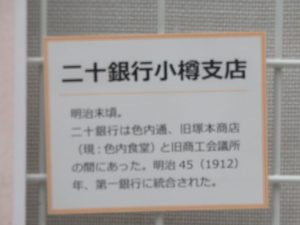 二十銀行小樽支店
明治末頃。
二十銀行は色内通、旧塚本商店
（現：色内食堂）と旧商工会議所
の間にあった。明治 45（1912）
年、第一銀行に統合された。